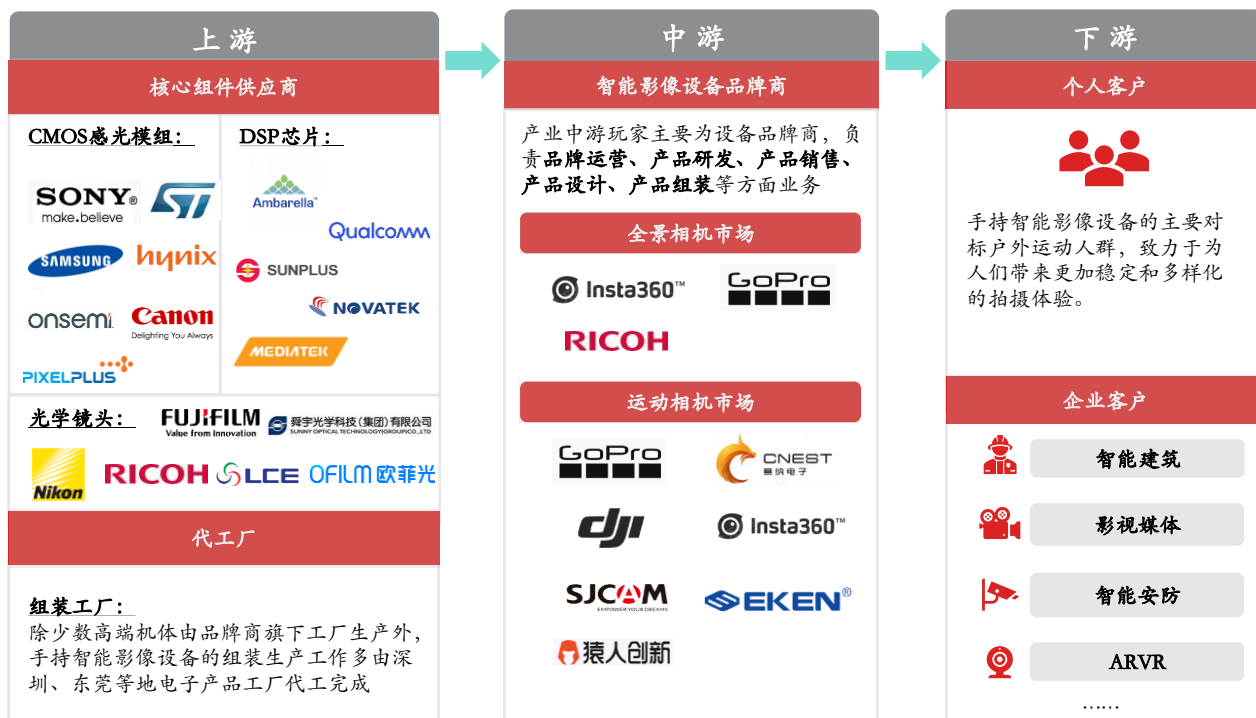 上游
核心组件供应商
CMOS感光模组：
SONY®
make.believe
ST
SAMSUNG
hynix
onsemi
Canon
Delighting You Always
PIXELPLUS
DSP芯片：
Ambarella™
Qualcomm
SUNPLUS
NOVATEK
MEDIATEK
光学镜头：
FUJIFILM
Value from Innovation
舜宇光学科技(集团)有限公司
SUNNY OPTICAL TECHNOLOGY(GROUP)CO.,LTD
Nikon
RICOH
LCE
OFILM 欧菲光
代工厂
组装工厂：
除少数高端机体由品牌商旗下工厂生产外，
手持智能影像设备的组装生产工作多由深
圳、东莞等地电子产品工厂代工完成
中游
智能影像设备品牌商
产业中游玩家主要为设备品牌商，负
责品牌运营、产品研发、产品销售、
产品设计、产品组装等方面业务
全景相机市场
Insta360™
GoPro
RICOH
运动相机市场
GoPro
CNEST
赛纳电子
dji
Insta360™
SJCAM
EMPOWER YOUR DREAMS
EKEN®
猿人创新
下游
个人客户
手持智能影像设备的主要对
标户外运动人群，致力于为
人们带来更加稳定和多样化
的拍摄体验。
企业客户
智能建筑
影视媒体
智能安防
ARVR
……